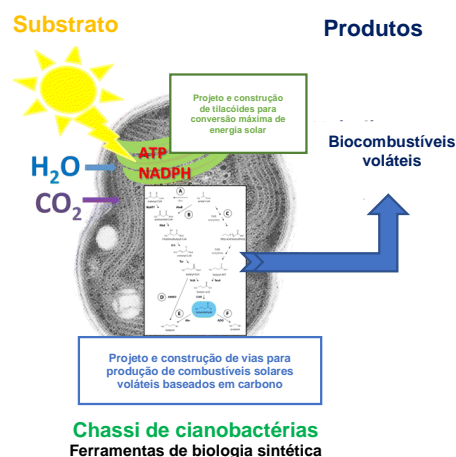 Substrato
Produtos
Projeto e construção
de tilacóides para
conversão máxima de
energia solar
ATP
NADPH
H₂O
CO₂
Biocombustíveis
voláteis
A
B
C
D
E
F
Projeto e construção de vias para
produção de combustíveis solares
voláteis baseados em carbono
Chassi de cianobactérias
Ferramentas de biologia sintética